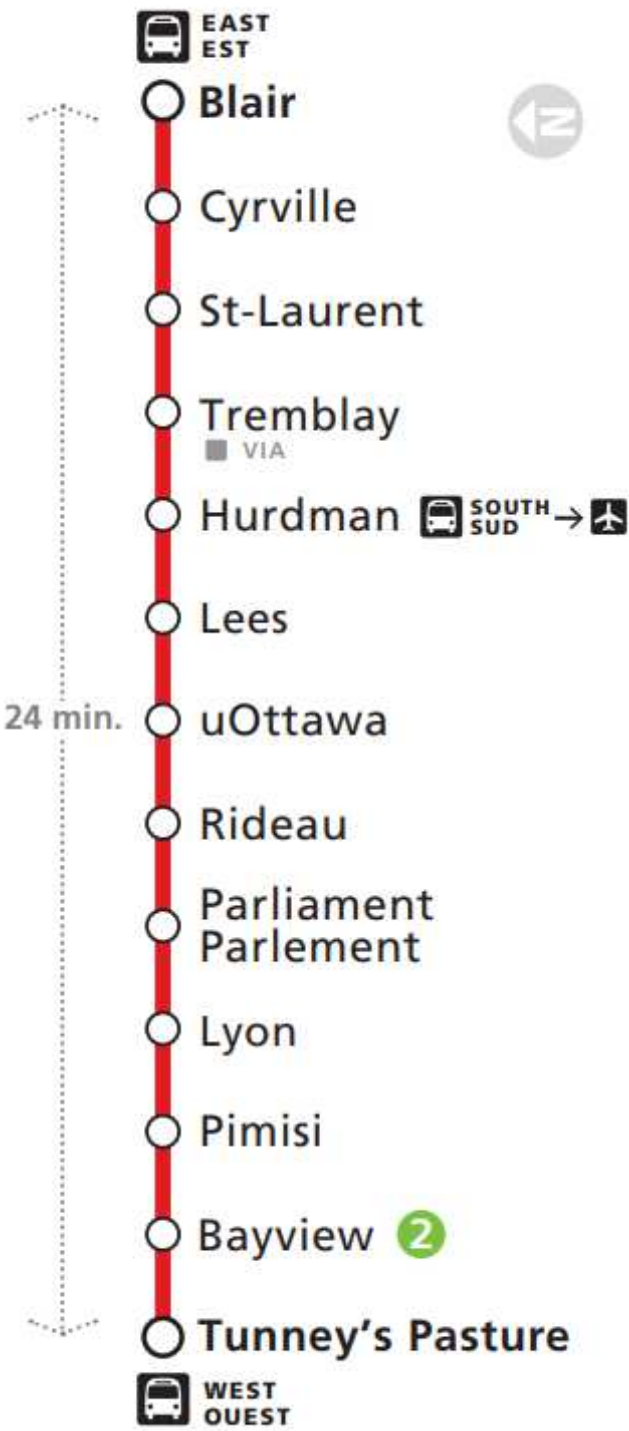 EAST
EST
Blair
N
Cyrville
St-Laurent
Tremblay
VIA
Hurdman SOUTH
SUD
Lees
24 min. uOttawa
Rideau
Parliament
Parlement
Lyon
Pimisi
Bayview 2
Tunney’s Pasture
WEST
OUEST